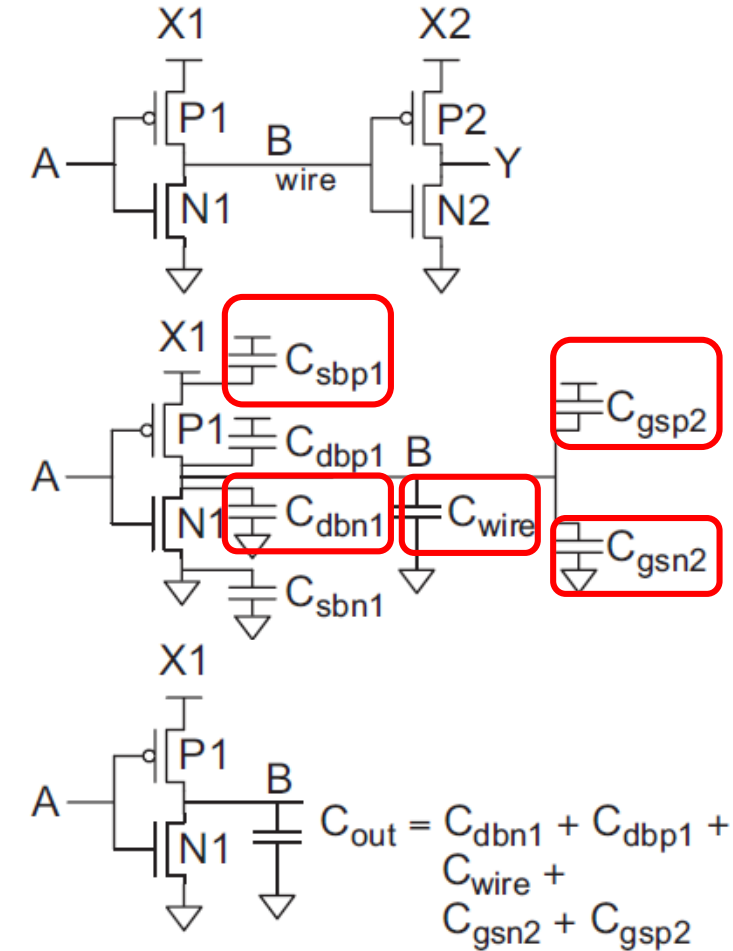 X1 X2
P1 P2
A B Y
wire
N1 N2
X1
C_sbp1
C_gsp2
P1 C_dbp1 B
A
N1 C_dbn1 C_wire
C_gsn2
C_sbn1
X1
P1
A B
N1 C_out = C_dbn1 + C_dbp1 +
C_wire +
C_gsn2 + C_gsp2